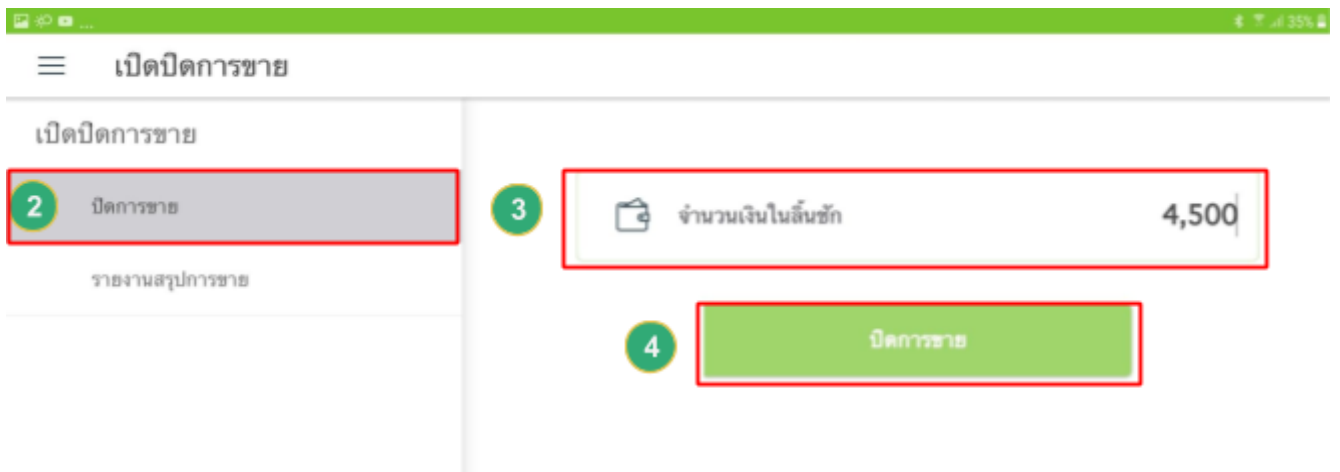 ... 35%
เปิดปิดการขาย
เปิดปิดการขาย
2 ปิดการขาย
3 จำนวนเงินในลิ้นชัก 4,500
รายงานสรุปการขาย
4 ปิดการขาย